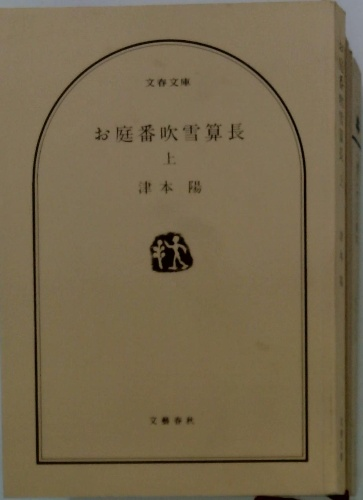 文春文庫
お庭番吹雪算長
上
津本 陽
文藝春秋